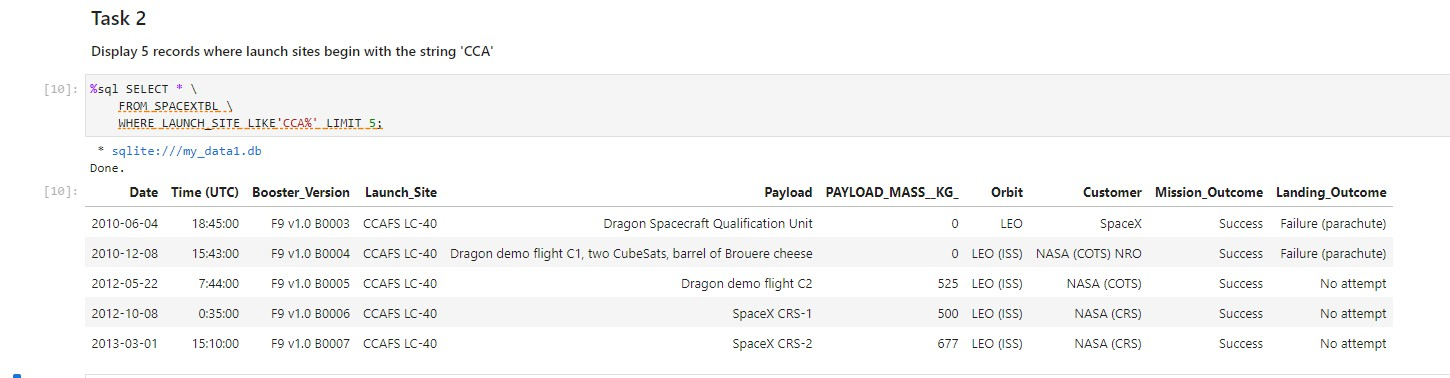 Task 2
Display 5 records where launch sites begin with the string 'CCA'
[10]: %sql SELECT * \
FROM SPACEXTBL \
WHERE LAUNCH_SITE LIKE'CCA%' LIMIT 5;
* sqlite:///my_data1.db
Done.
[10]: Date Time (UTC) Booster_Version Launch_Site Payload PAYLOAD_MASS__KG_ Orbit Customer Mission_Outcome Landing_Outcome
2010-06-04 18:45:00 F9 v1.0 B0003 CCAFS LC-40 Dragon Spacecraft Qualification Unit 0 LEO SpaceX Success Failure (parachute)
2010-12-08 15:43:00 F9 v1.0 B0004 CCAFS LC-40 Dragon demo flight C1, two CubeSats, barrel of Brouere cheese 0 LEO (ISS) NASA (COTS) NRO Success Failure (parachute)
2012-05-22 7:44:00 F9 v1.0 B0005 CCAFS LC-40 Dragon demo flight C2 525 LEO (ISS) NASA (COTS) Success No attempt
2012-10-08 0:35:00 F9 v1.0 B0006 CCAFS LC-40 SpaceX CRS-1 500 LEO (ISS) NASA (CRS) Success No attempt
2013-03-01 15:10:00 F9 v1.0 B0007 CCAFS LC-40 SpaceX CRS-2 677 LEO (ISS) NASA (CRS) Success No attempt